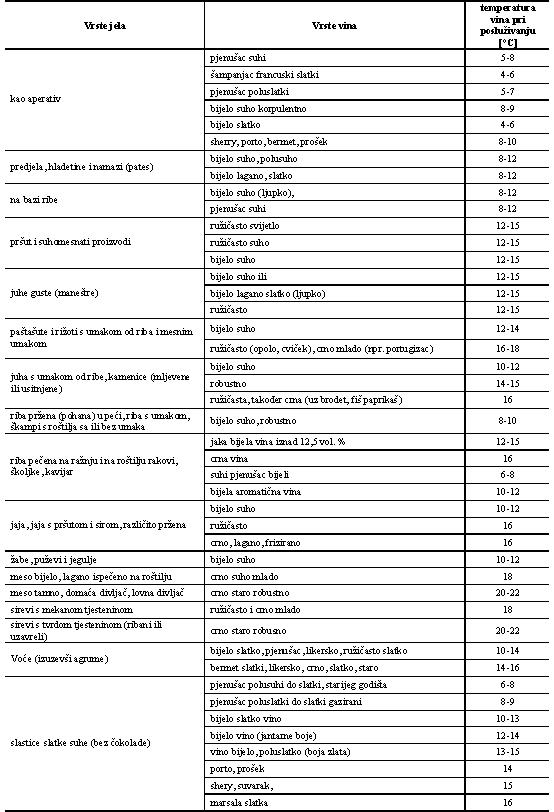 Vrste jela Vrste vina temperatura
vina pri
posluživanju
[°C]
kao aperativ
pjenušac suhi 5-8
šampanjac francuski slatki 4-6
pjenušac poluslatki 5-7
bijelo suho korpulentno 8-9
bijelo slatko 4-6
sherry, porto, bermet, prošek 8-10
predjela, hladetine i namazi (pates)
bijelo suho, polusuho 8-12
bijelo lagano, slatko 8-12
na bazi ribe
bijelo suho (ljupko), 8-12
pjenušac suhi 8-12
pršut i suhomesnati proizvodi
ružičasto svijetlo 12-15
ružičasto suho 12-15
bijelo suho 12-15
juhe guste (maneštre)
bijelo suho ili 12-15
bijelo lagano slatko (ljupko) 12-15
ružičasto 12-15
paštašute i rižoti s umakom od riba i mesnim
umakom
bijelo suho 12-14
ružičasto (opolo, cviček), crno mlado (npr. portugizac) 16-18
juha s umakom od ribe, kamenice (mljevene
ili usitnjene)
bijelo suho 10-12
robustno 14-15
ružičasta, također crna (uz brodet, fiš paprikaš) 16
riba pržena (pohana) u peći, riba s umakom,
škampi s roštilja sa ili bez umaka
bijelo suho, robustno 8-10
riba pečena na ražnju i na roštilju rakovi,
školjke, kavijar
jaka bijela vina iznad 12,5 vol. % 12-15
crna vina 16
suhi pjenušac bijeli 6-8
bijela aromatična vina 10-12
jaja, jaja s pršutom i sirom, različito pržena
bijelo suho 10-12
ružičasto 16
crno, lagano, frizirano 16
žabe, puževi i jegulje bijelo suho 10-12
meso bijelo, lagano ispečeno na roštilju crno suho mlado 18
meso tamno, domaća divljač, lovna divljač crno staro robustno 20-22
sirevi s mekanom tjesteninom ružičasto i crno mlado 18
sirevi s tvrdom tjesteninom (ribani ili
uzavreli)
crno staro robusno 20-22
Voće (izuzevši agrume)
bijelo slatko, pjenušac, likersko, ružičasto slatko 10-14
bermet slatki, likersko, crno, slatko, staro 14-16
slastice slatke suhe (bez čokolade)
pjenušac polusuhi do slatki, starijeg godišta 6-8
pjenušac poluslatki do slatki gazirani 8-9
bijelo slatko vino 10-13
bijelo vino (jantarne boje) 12-14
vino bijelo, poluslatko (boja zlata) 13-15
porto, prošek 14
shery, suvarak, 15
marsala slatka 16